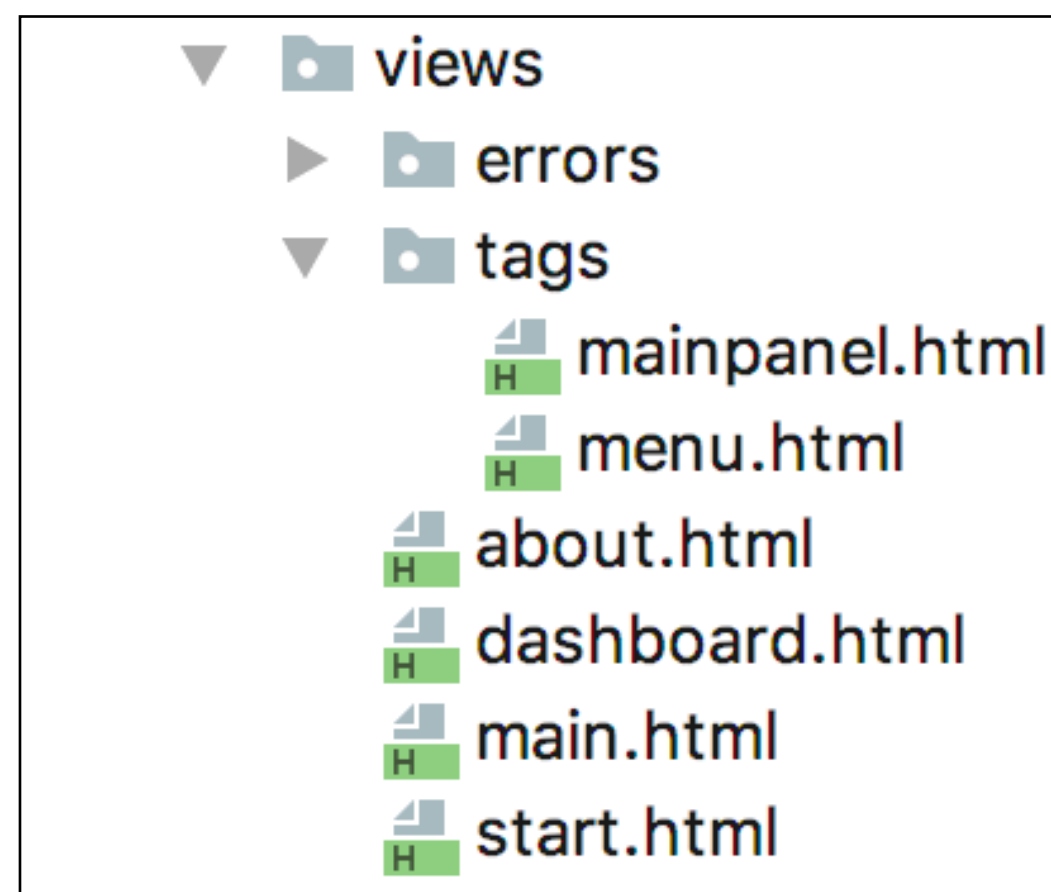 views
errors
tags
H mainpanel.html
H menu.html
H about.html
H dashboard.html
H main.html
H start.html